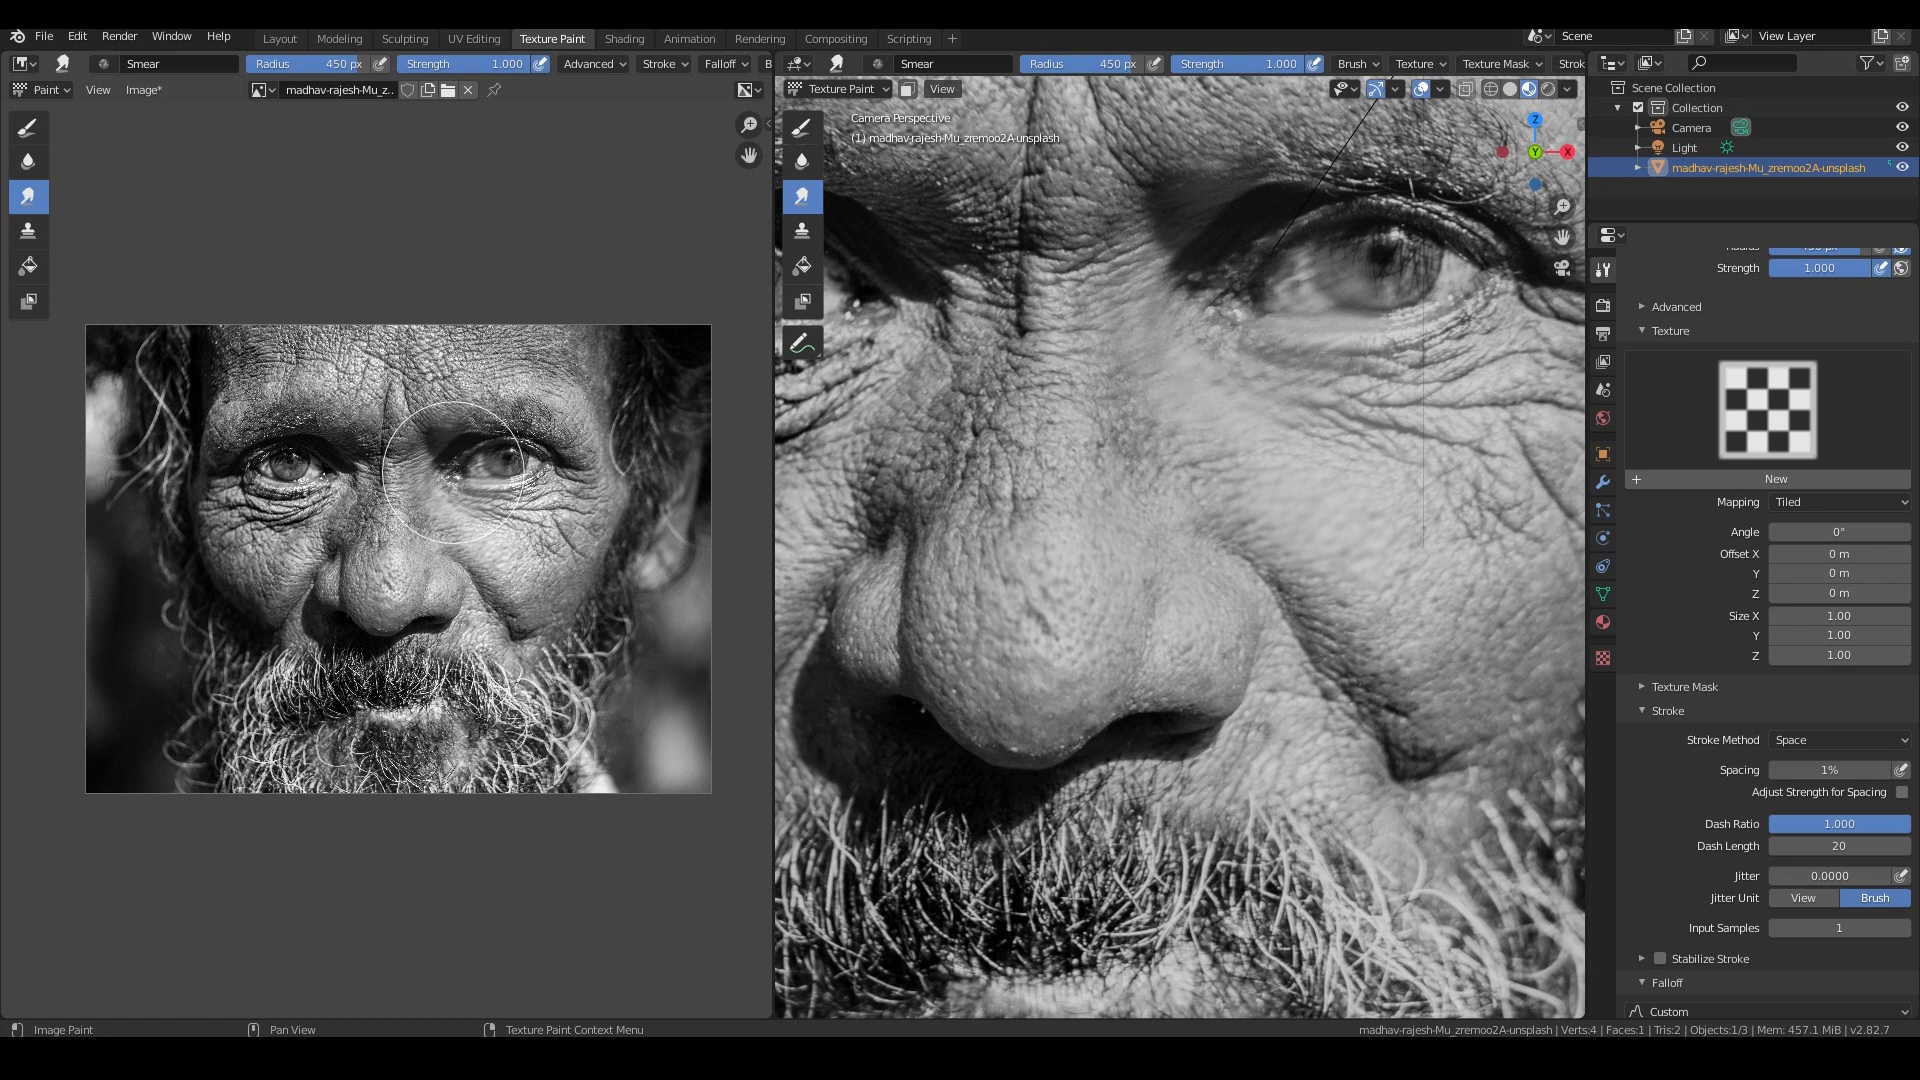 File Edit Render Window Help Layout Modeling Sculpting UV Editing Texture Paint Shading Animation Rendering Compositing Scripting + Scene View Layer
Smear Radius 450 px Strength 1.000 Advanced Stroke Falloff B
Smear Radius 450 px Strength 1.000 Brush Texture Texture Mask Strok
Paint View Image* madhav-rajesh-Mu_z..
Texture Paint View
Camera Perspective
(1) madhav-rajesh-Mu_zremoo2A-unsplash
Z
Y
X
Scene Collection
Collection
Camera
Light
madhav-rajesh-Mu_zremoo2A-unsplash
Strength 1.000
Advanced
Texture
New
Mapping Tiled
Angle 0°
Offset X 0 m
Y 0 m
Z 0 m
Size X 1.00
Y 1.00
Z 1.00
Texture Mask
Stroke
Stroke Method Space
Spacing 1%
Adjust Strength for Spacing
Dash Ratio 1.000
Dash Length 20
Jitter 0.0000
Jitter Unit View Brush
Input Samples 1
Stabilize Stroke
Falloff
Custom
Image Paint Pan View Texture Paint Context Menu madhav-rajesh-Mu_zremoo2A-unsplash | Verts:4 | Faces:1 | Tris:2 | Objects:1/3 | Mem: 457.1 MiB | v2.82.7